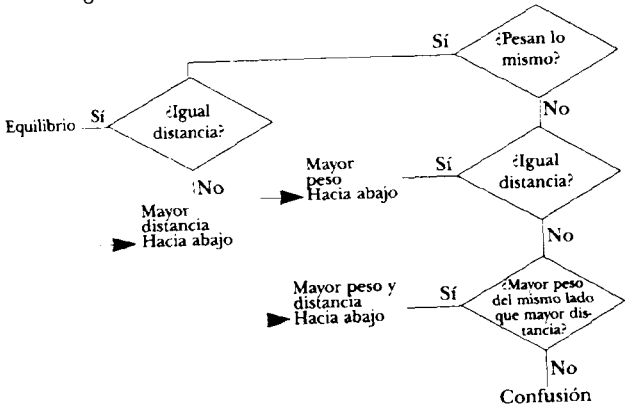 Sí
¿Pesan lo
mismo?
Equilibrio
Sí
¿Igual
distancia?
No
No
Mayor
distancia
Hacia abajo
Mayor
peso
Hacia abajo
Sí
¿Igual
distancia?
No
Mayor peso y
distancia
Hacia abajo
Sí
¿Mayor peso
del mismo lado
que mayor dis-
tancia?
No
Confusión